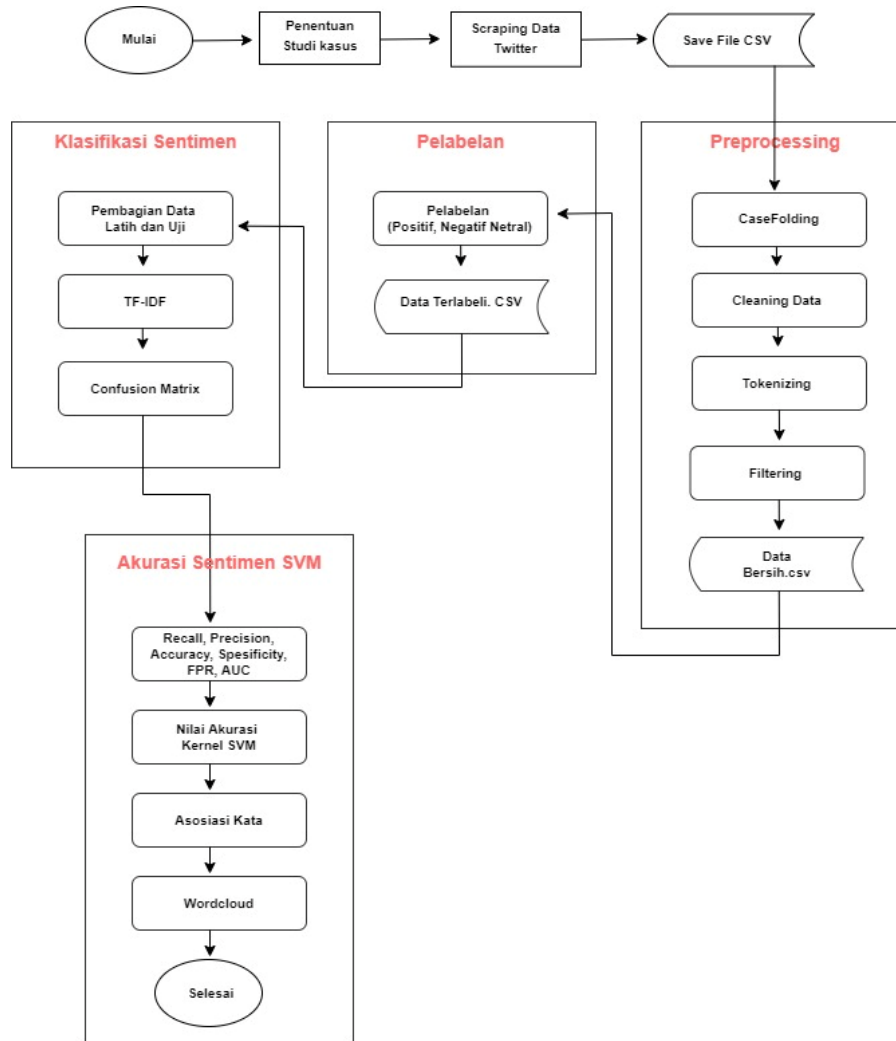 Mulai
Penentuan
Studi kasus
Scraping Data
Twitter
Save File CSV
Preprocessing
CaseFolding
Cleaning Data
Tokenizing
Filtering
Data
Bersih.csv
Pelabelan
Pelabelan
(Positif, Negatif Netral)
Data Terlabeli. CSV
Klasifikasi Sentimen
Pembagian Data
Latih dan Uji
TF-IDF
Confusion Matrix
Akurasi Sentimen SVM
Recall, Precision,
Accuracy, Spesificity,
FPR, AUC
Nilai Akurasi
Kernel SVM
Asosiasi Kata
Wordcloud
Selesai